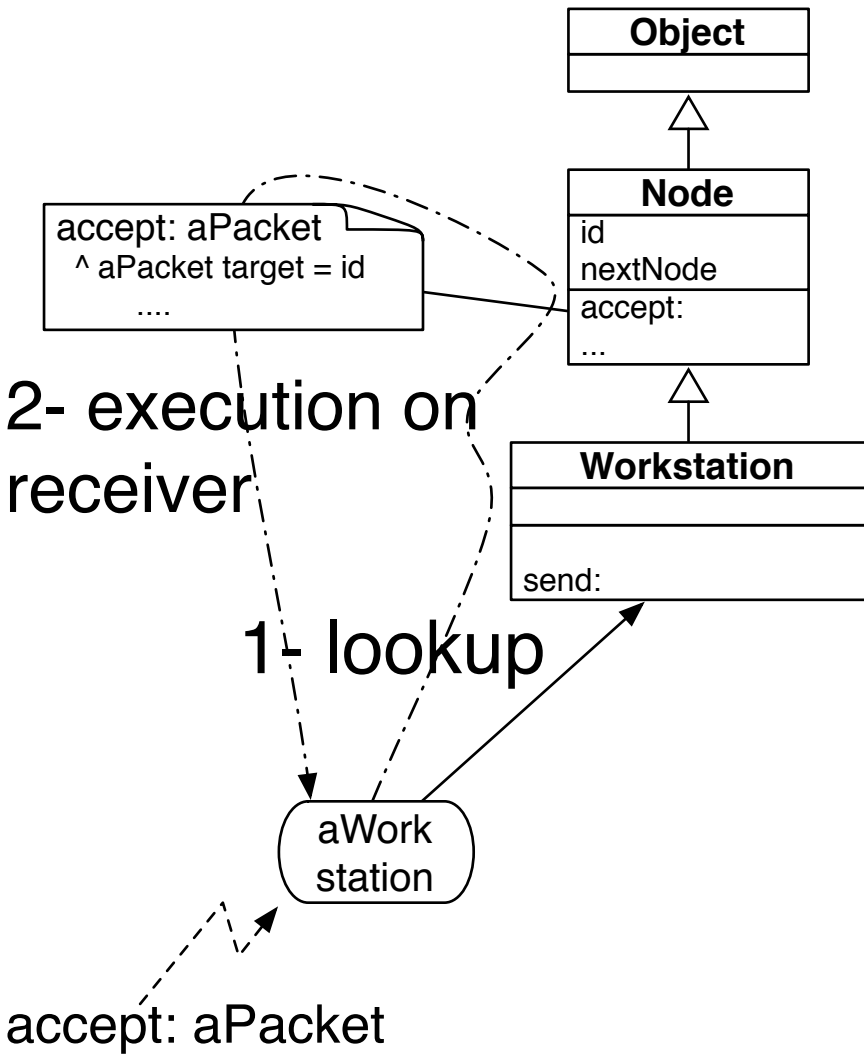 Object
Node
id
nextNode
accept:
...
accept: aPacket
^ aPacket target = id
....
2- execution on
receiver
Workstation
send:
1- lookup
aWork
station
accept: aPacket